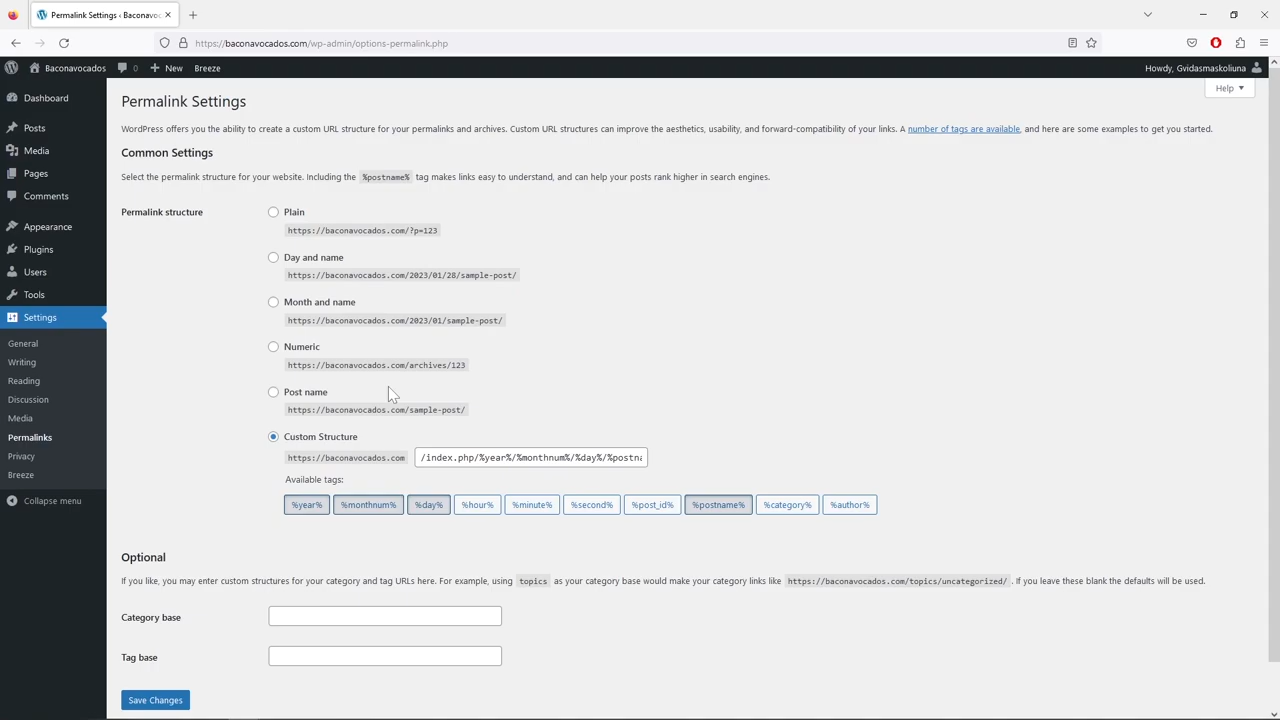 Permalink Settings ‹ Baconavoc
https://baconavocados.com/wp-admin/options-permalink.php
Baconavocados 0 New Breeze Howdy, Gvidasmaskoliuna
Help
Dashboard
Posts
Media
Pages
Comments
Appearance
Plugins
Users
Tools
Settings
General
Writing
Reading
Discussion
Media
Permalinks
Privacy
Breeze
Collapse menu
Permalink Settings
WordPress offers you the ability to create a custom URL structure for your permalinks and archives. Custom URL structures can improve the aesthetics, usability, and forward-compatibility of your links. A number of tags are available, and here are some examples to get you started.
Common Settings
Select the permalink structure for your website. Including the %postname% tag makes links easy to understand, and can help your posts rank higher in search engines.
Permalink structure
Plain
https://baconavocados.com/?p=123
Day and name
https://baconavocados.com/2023/01/28/sample-post/
Month and name
https://baconavocados.com/2023/01/sample-post/
Numeric
https://baconavocados.com/archives/123
Post name
https://baconavocados.com/sample-post/
Custom Structure
https://baconavocados.com /index.php/%year%/%monthnum%/%day%/%postna
Available tags:
%year% %monthnum% %day% %hour% %minute% %second% %post_id% %postname% %category% %author%
Optional
If you like, you may enter custom structures for your category and tag URLs here. For example, using topics as your category base would make your category links like https://baconavocados.com/topics/uncategorized/ . If you leave these blank the defaults will be used.
Category base
Tag base
Save Changes